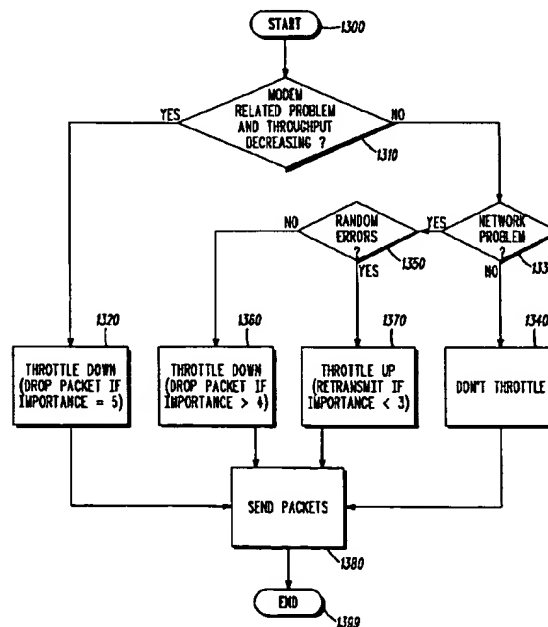 START
1300
MODEM
RELATED PROBLEM
AND THROUGHPUT
DECREASING ?
YES
NO
1310
RANDOM
ERRORS
?
NO
YES
1350
NETWORK
PROBLEM
?
YES
NO
1320
THROTTLE DOWN
(DROP PACKET IF
IMPORTANCE = 5)
1360
THROTTLE DOWN
(DROP PACKET IF
IMPORTANCE > 4)
1370
THROTTLE UP
(RETRANSMIT IF
IMPORTANCE < 3)
1340
DON'T THROTTLE
SEND PACKETS
1380
END
1399